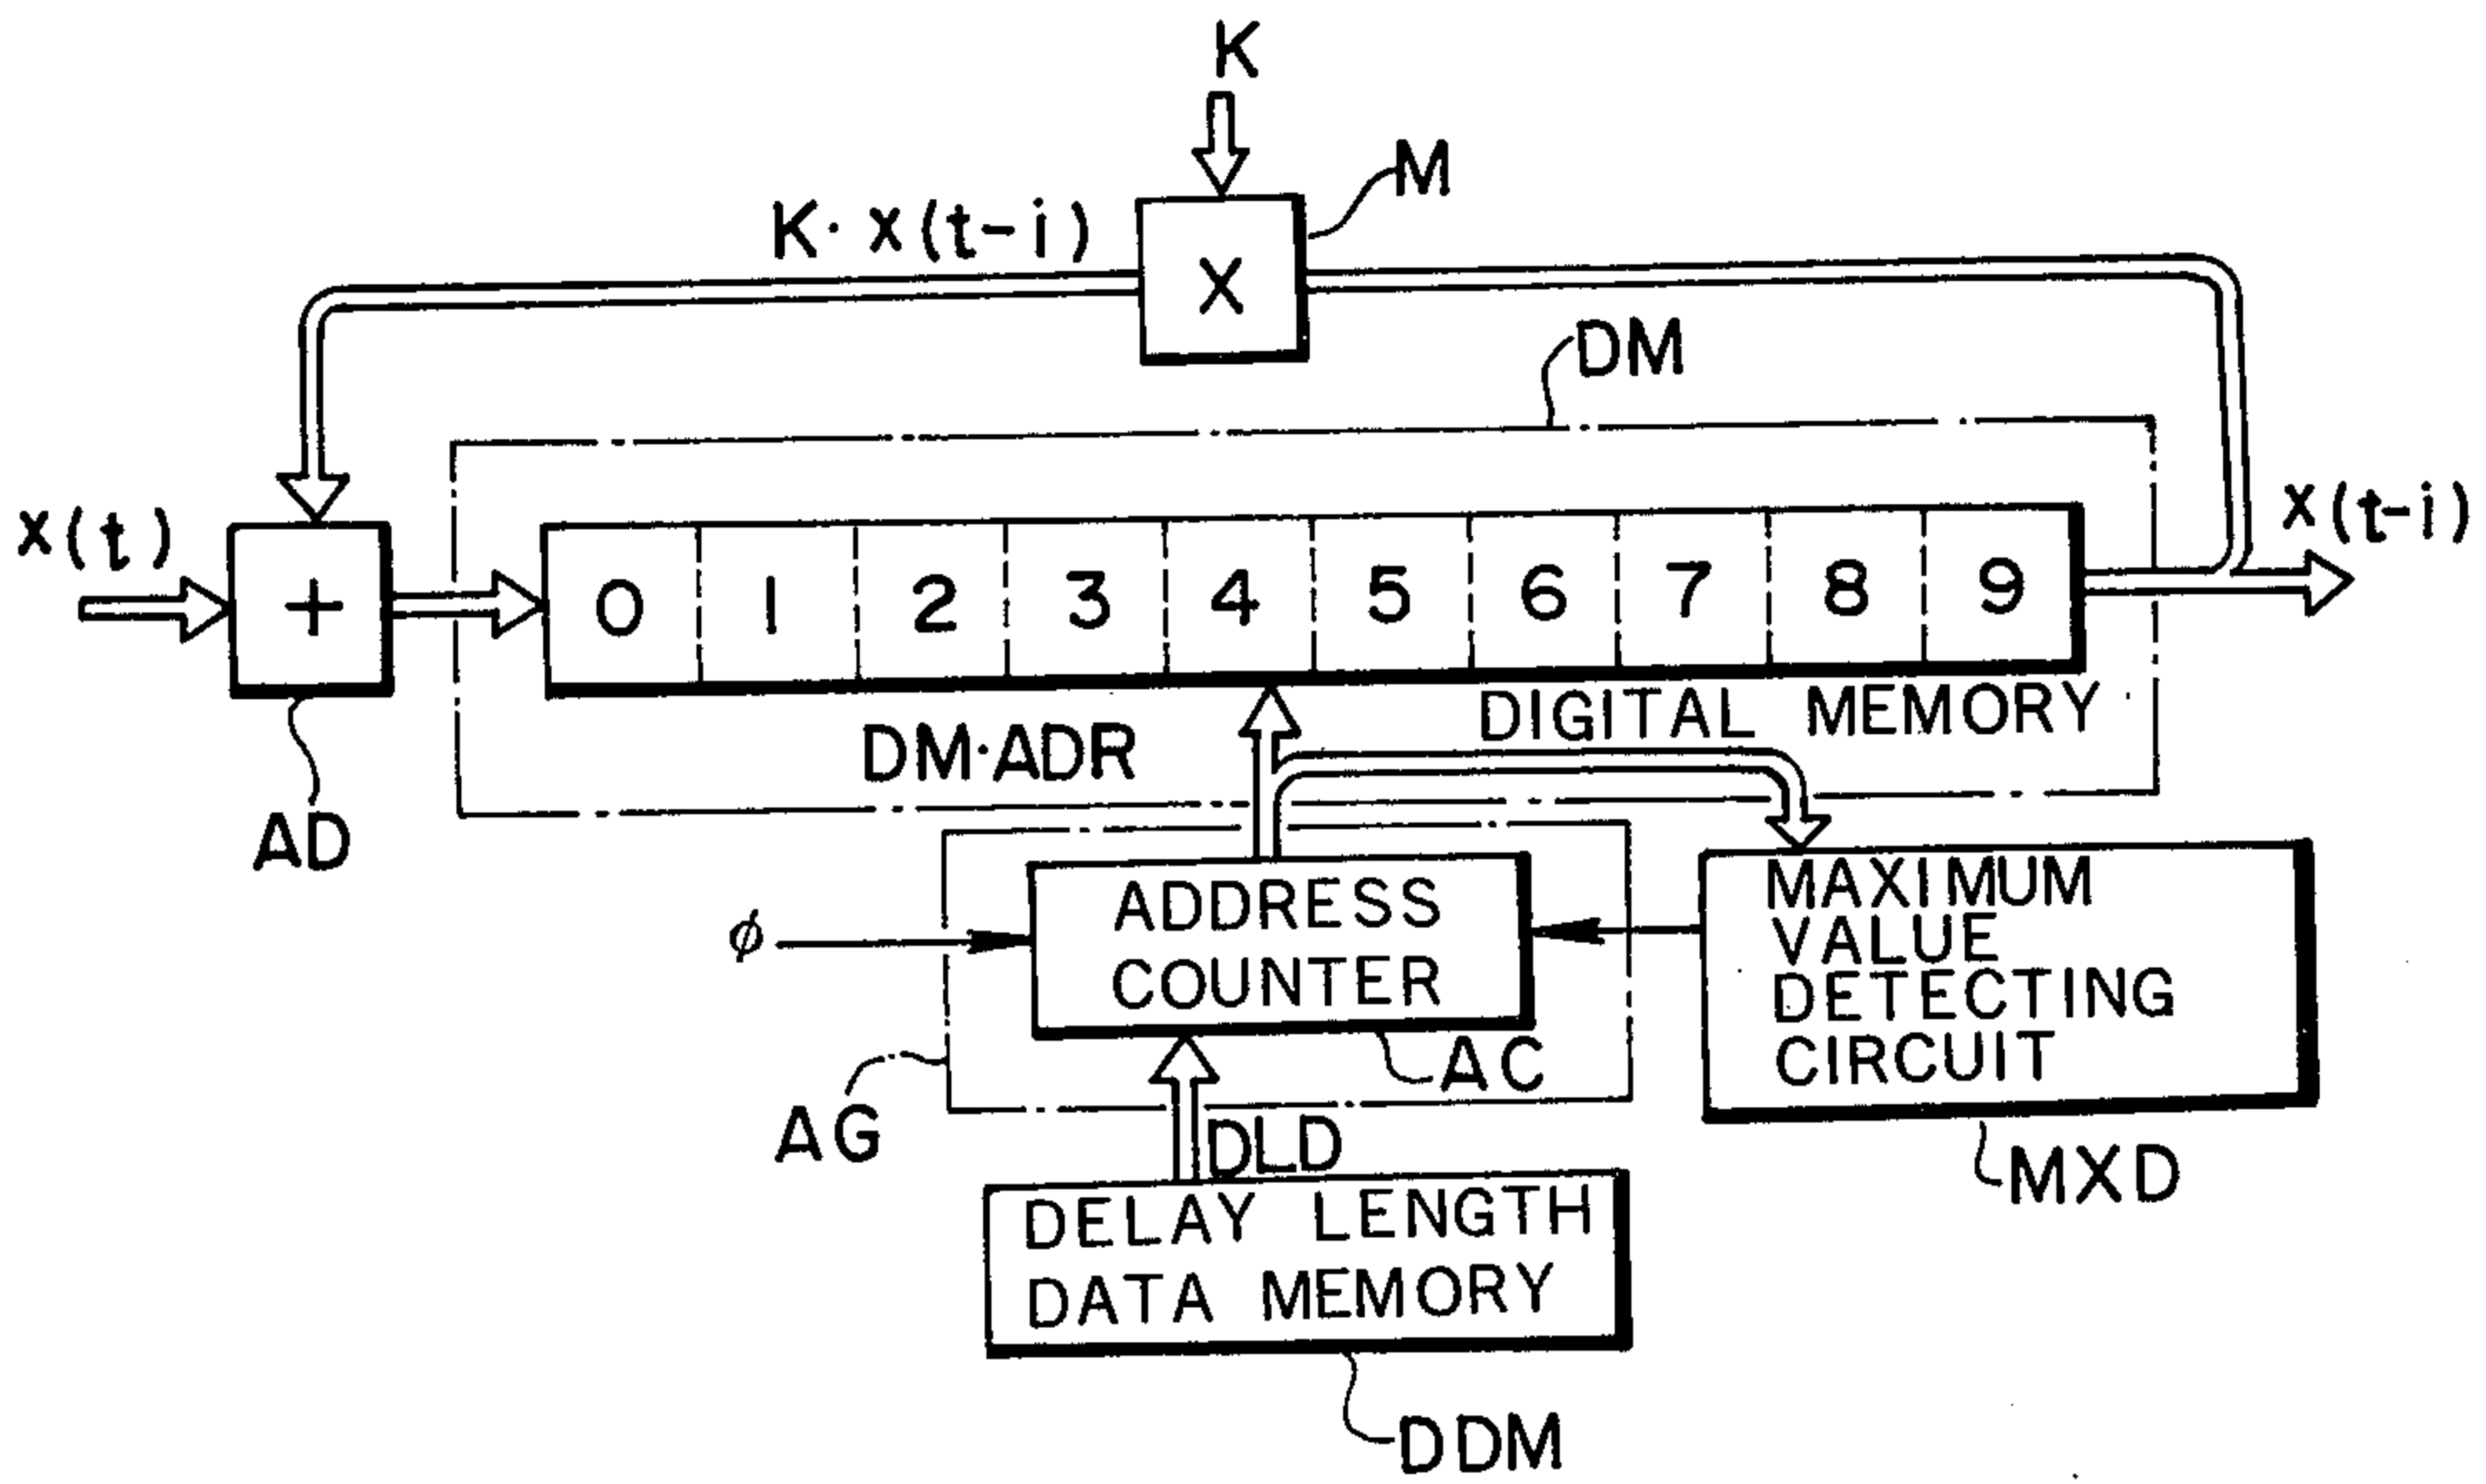 K
M
K· x(t-i)
X
DM
x(t)
x(t-i)
+
0 1 2 3 4 5 6 7 8 9
DIGITAL MEMORY
DM·ADR
AD
ADDRESS
COUNTER
MAXIMUM
VALUE
DETECTING
CIRCUIT
φ
AC
AG
DLD
MXD
DELAY LENGTH
DATA MEMORY
DDM